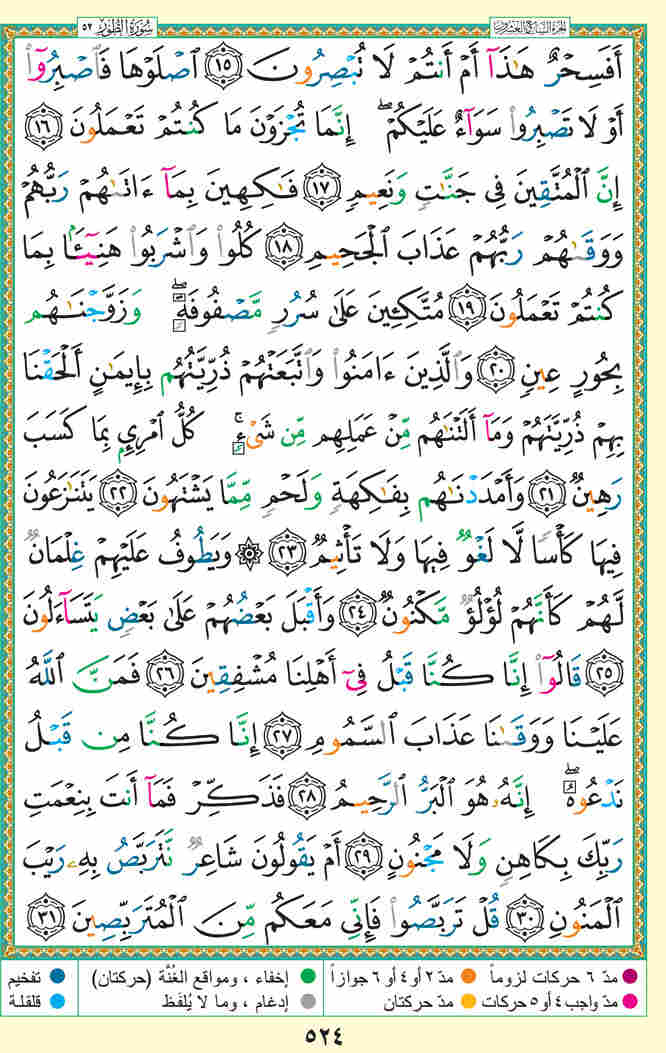 الجزء السابع والعشرون
سُورَةُ الطُّورِ ٥٢
أَفَسِحْرٌ هَٰذَآ أَمْ أَنتُمْ لَا تُبْصِرُونَ ١٥ ٱصْلَوْهَا فَٱصْبِرُوٓا۟
أَوْ لَا تَصْبِرُوا۟ سَوَآءٌ عَلَيْكُمْ ۖ إِنَّمَا تُجْزَوْنَ مَا كُنتُمْ تَعْمَلُونَ ١٦
إِنَّ ٱلْمُتَّقِينَ فِى جَنَّٰتٍ وَنَعِيمٍ ١٧ فَٰكِهِينَ بِمَآ ءَاتَىٰهُمْ رَبُّهُمْ
وَوَقَىٰهُمْ رَبُّهُمْ عَذَابَ ٱلْجَحِيمِ ١٨ كُلُوا۟ وَٱشْرَبُوا۟ هَنِيٓـًٔۢا بِمَا
كُنتُمْ تَعْمَلُونَ ١٩ مُتَّكِـِٔينَ عَلَىٰ سُرُرٍ مَّصْفُوفَةٍ ۖ وَزَوَّجْنَٰهُم
بِحُورٍ عِينٍ ٢٠ وَٱلَّذِينَ ءَامَنُوا۟ وَٱتَّبَعَتْهُمْ ذُرِّيَّتُهُم بِإِيمَٰنٍ أَلْحَقْنَا
بِهِمْ ذُرِّيَّتَهُمْ وَمَآ أَلَتْنَٰهُم مِّنْ عَمَلِهِم مِّن شَىْءٍ ۚ كُلُّ ٱمْرِئٍۭ بِمَا كَسَبَ
رَهِينٌ ٢١ وَأَمْدَدْنَٰهُم بِفَٰكِهَةٍ وَلَحْمٍ مِّمَّا يَشْتَهُونَ ٢٢ يَتَنَٰزَعُونَ
فِيهَا كَأْسًا لَّا لَغْوٌ فِيهَا وَلَا تَأْثِيمٌ ٢٣ ۞ وَيَطُوفُ عَلَيْهِمْ غِلْمَانٌ
لَّهُمْ كَأَنَّهُمْ لُؤْلُؤٌ مَّكْنُونٌ ٢٤ وَأَقْبَلَ بَعْضُهُمْ عَلَىٰ بَعْضٍ يَتَسَآءَلُونَ
٢٥ قَالُوٓا۟ إِنَّا كُنَّا قَبْلُ فِىٓ أَهْلِنَا مُشْفِقِينَ ٢٦ فَمَنَّ ٱللَّهُ
عَلَيْنَا وَوَقَىٰنَا عَذَابَ ٱلسَّمُومِ ٢٧ إِنَّا كُنَّا مِن قَبْلُ
نَدْعُوهُ ۖ إِنَّهُۥ هُوَ ٱلْبَرُّ ٱلرَّحِيمُ ٢٨ فَذَكِّرْ فَمَآ أَنتَ بِنِعْمَتِ
رَبِّكَ بِكَاهِنٍ وَلَا مَجْنُونٍ ٢٩ أَمْ يَقُولُونَ شَاعِرٌ نَّتَرَبَّصُ بِهِۦ رَيْبَ
ٱلْمَنُونِ ٣٠ قُلْ تَرَبَّصُوا۟ فَإِنِّى مَعَكُم مِّنَ ٱلْمُتَرَبِّصِينَ ٣١
مدّ ٦ حركات لزوماً مدّ ٢ أو ٤ أو ٦ جوازاً إخفاء ، ومواقع الغُنَّة (حركتان) تفخيم
مدّ واجب ٤ أو ٥ حركات مدّ حركتان إدغام ، وما لا يُلفَظ قلقلة
٥٢٤